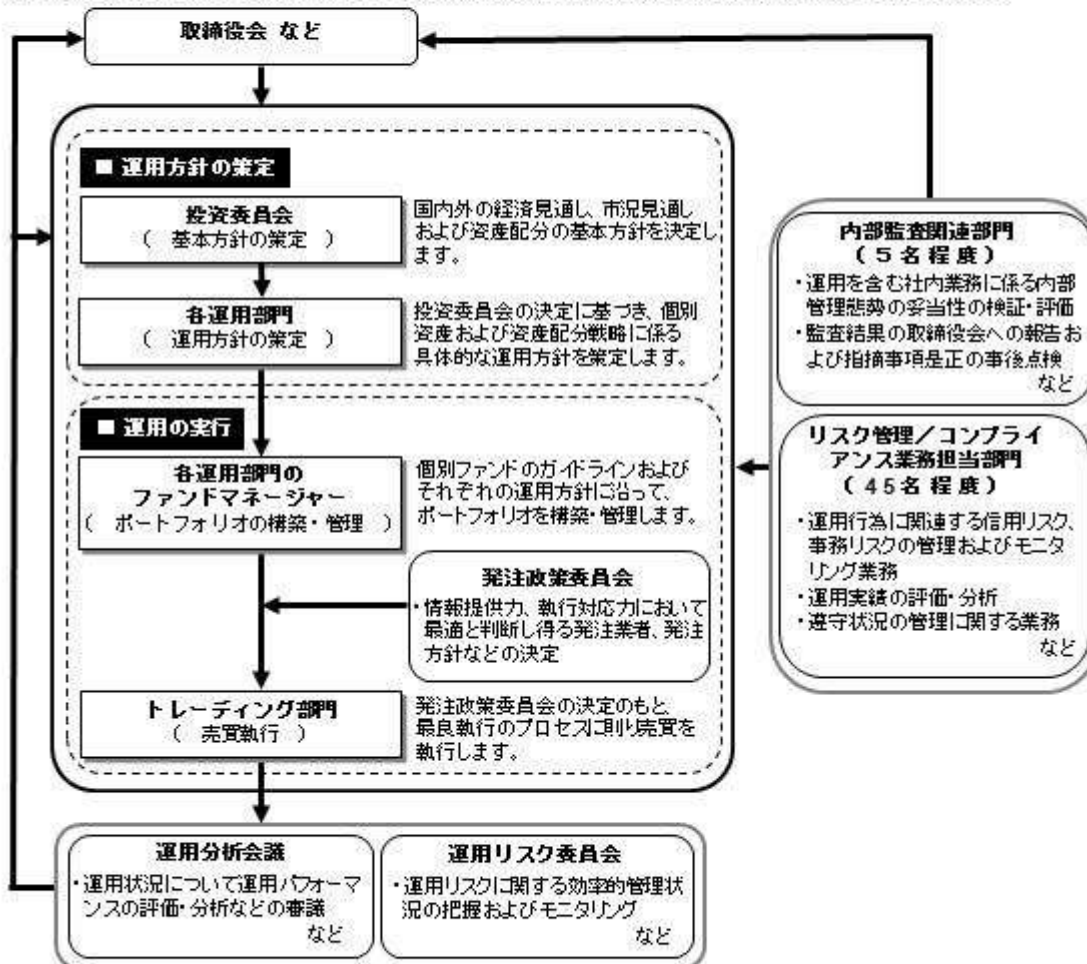 取締役会 など
■ 運用方針の策定
投資委員会
( 基本方針の策定 )
国内外の経済見通し、市況見通し
および資産配分の基本方針を決定し
ます。
各運用部門
( 運用方針の策定 )
投資委員会の決定に基づき、個別
資産および資産配分戦略に係る
具体的な運用方針を策定します。
■ 運用の実行
各運用部門の
ファンドマネージャー
( ポートフォリオの構築・管理 )
個別ファンドのガイドラインおよび
それぞれの運用方針に沿って、
ポートフォリオを構築・管理します。
発注政策委員会
・情報提供力、執行対応力において
最適と判断し得る発注業者、発注
方針などの決定
トレーディング部門
( 売買執行 )
発注政策委員会の決定のもと
最良執行のプロセスに則り売買を
執行します。
運用分析会議
・運用状況について運用パフォーマ
ンスの評価・分析などの審議
など
運用リスク委員会
・運用リスクに関する効率的管理状
況の把握およびモニタリング
など
内部監査関連部門
(5名程度)
・運用を含む社内業務に係る内部
管理態勢の妥当性の検証・評価
・監査結果の取締役会への報告お
よび指摘事項是正の事後点検
など
リスク管理/コンプライ
アンス業務担当部門
(45名程度)
・運用行為に関連する信用リスク、
事務リスクの管理およびモニタ
リング業務
・運用実績の評価・分析
・遵守状況の管理に関する業務
など